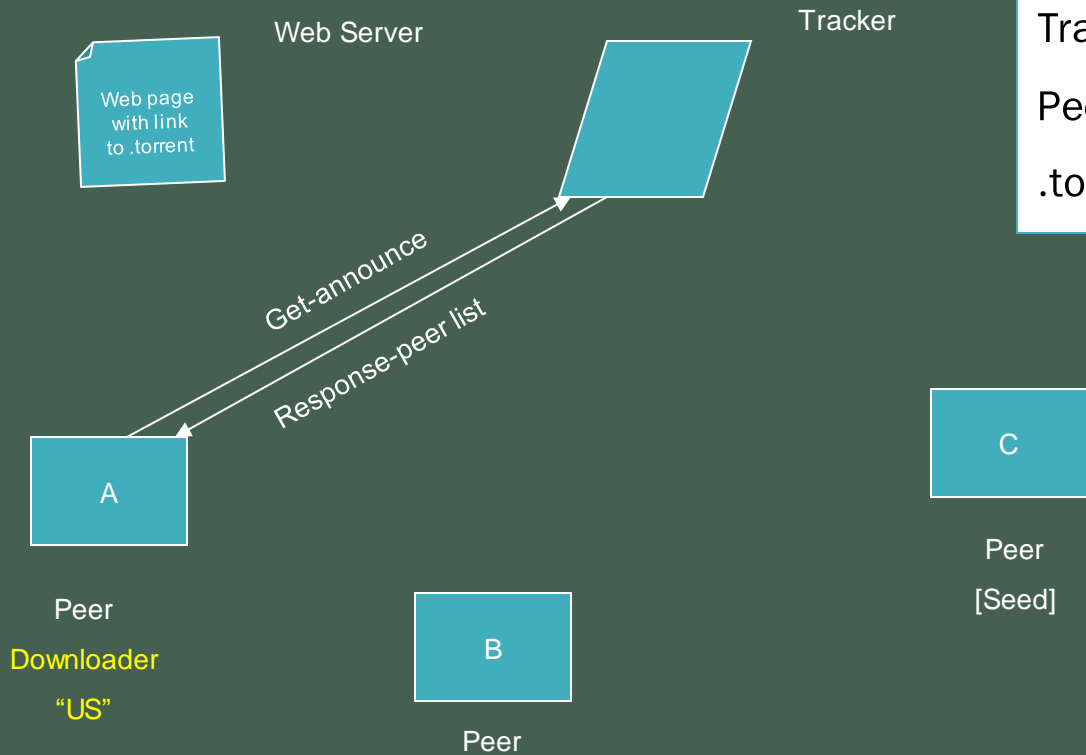 Web Server
Tracker
Web page
with link
to .torrent
Get-announce
Response-peer list
A
Peer
Downloader
“US”
B
Peer
C
Peer
[Seed]